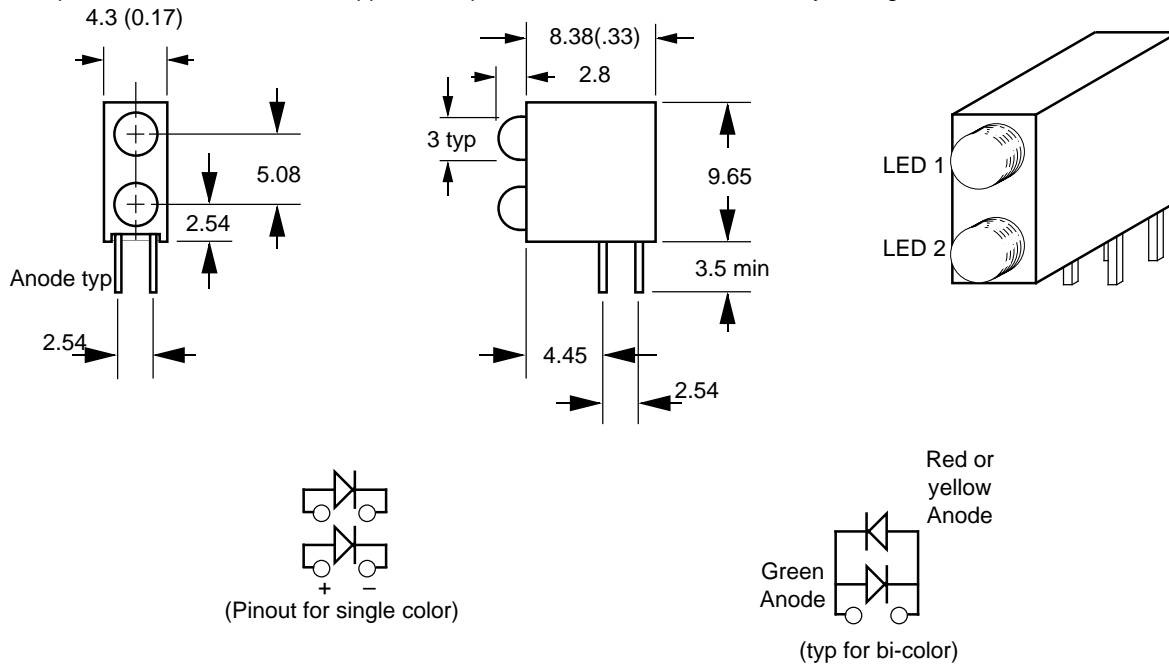 4.3 (0.17)
8.38(.33)
2.8
3 typ
5.08
2.54
9.65
LED 1
LED 2
Anode typ
3.5 min
2.54
4.45
2.54
Red or
yellow
Anode
Green
Anode
+ –
(Pinout for single color)
(typ for bi-color)